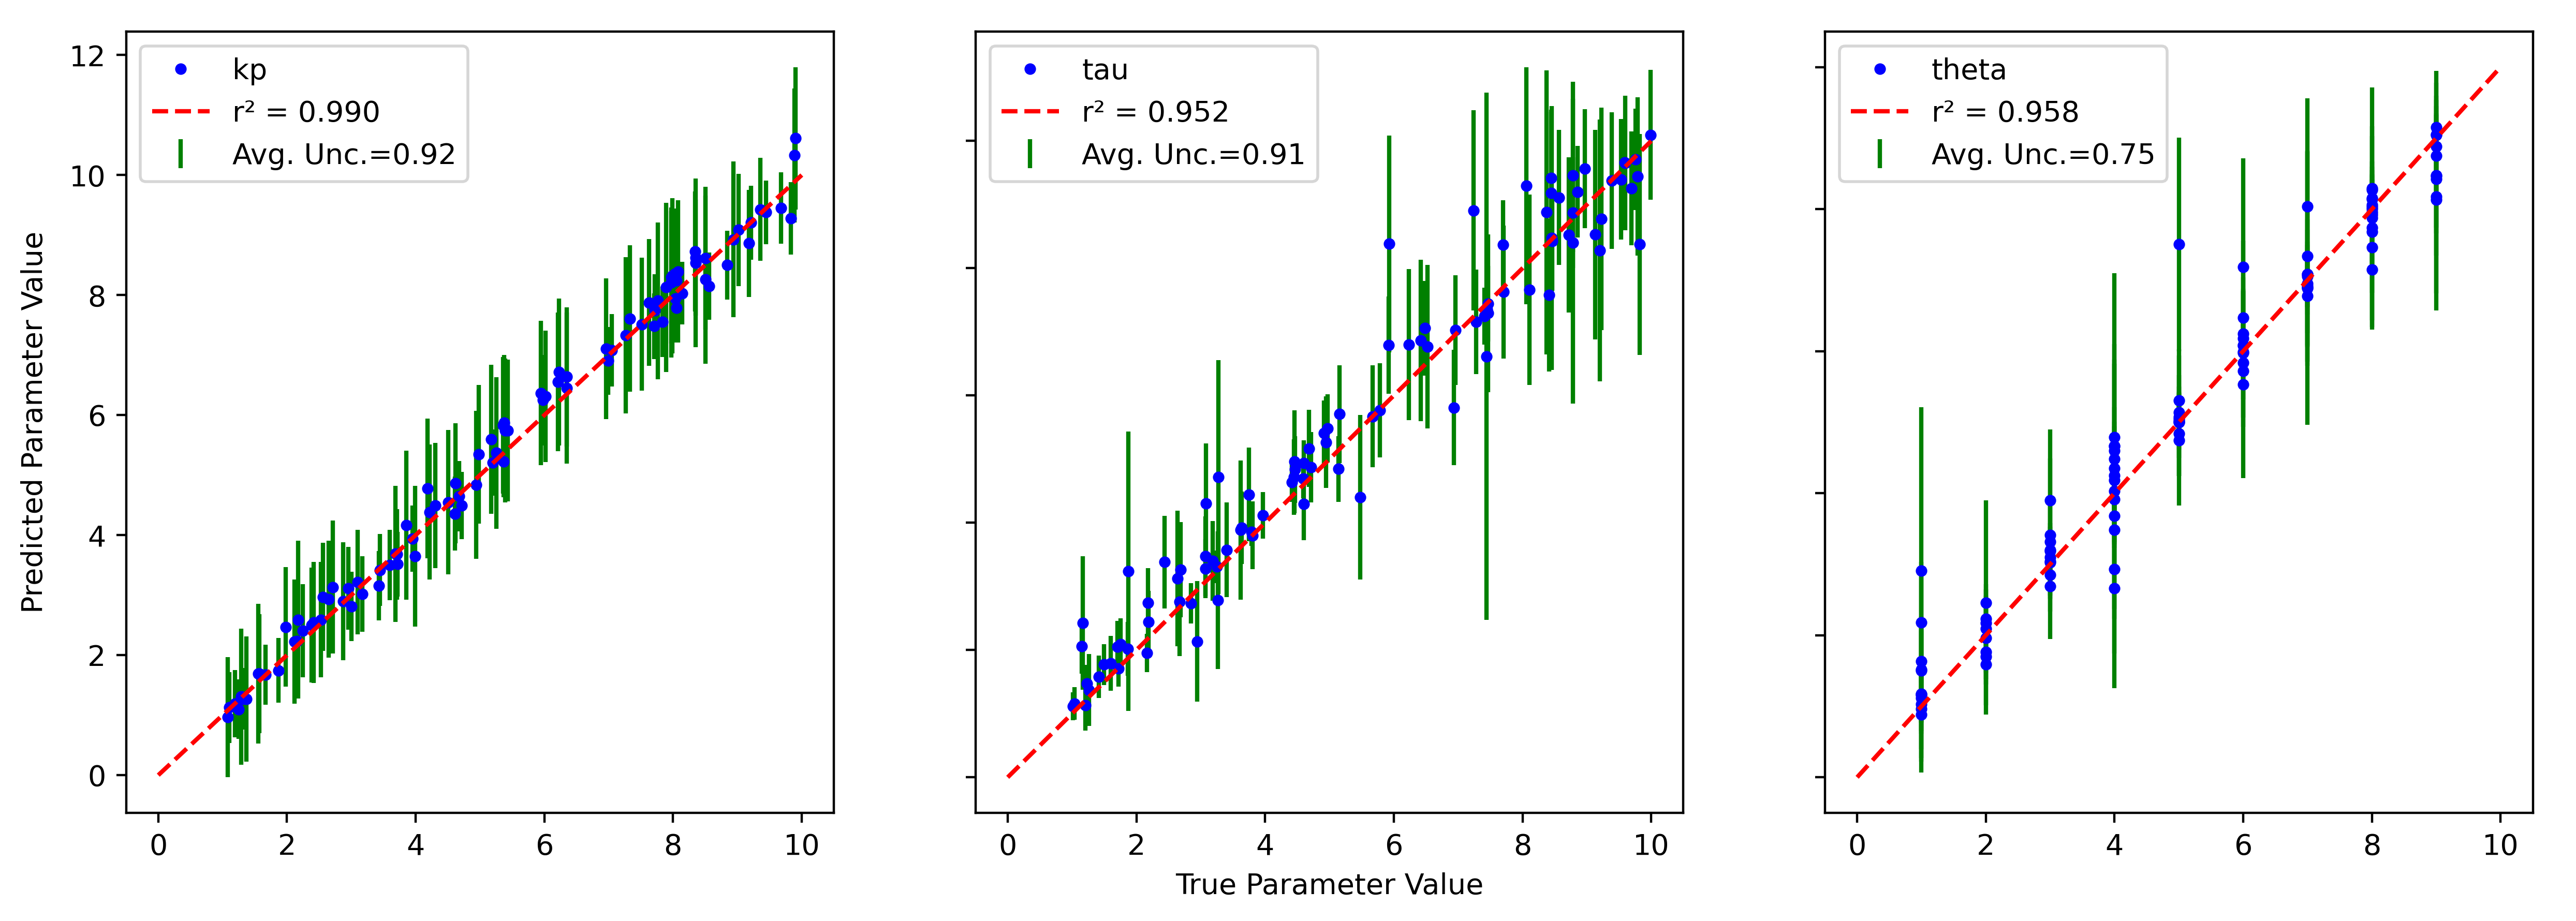 kp
r² = 0.990
Avg. Unc.=0.92
tau
r² = 0.952
Avg. Unc.=0.91
theta
r² = 0.958
Avg. Unc.=0.75
Predicted Parameter Value
12
10
8
6
4
2
0
0 2 4 6 8 10
0 2 4 6 8 10
0 2 4 6 8 10
True Parameter Value